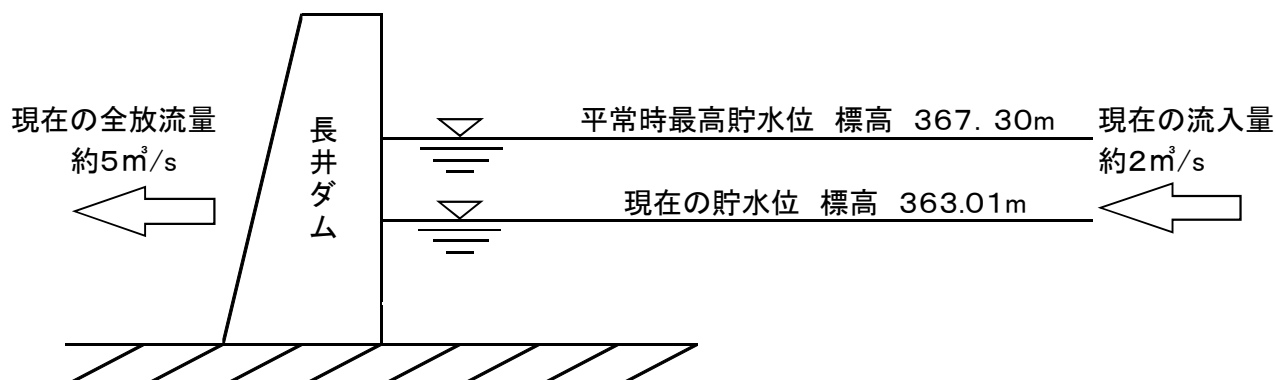 現在の全放流量
約5㎥/s
長井ダム
平常時最高貯水位 標高 367. 30m
現在の貯水位 標高 363.01m
現在の流入量
約2㎥/s